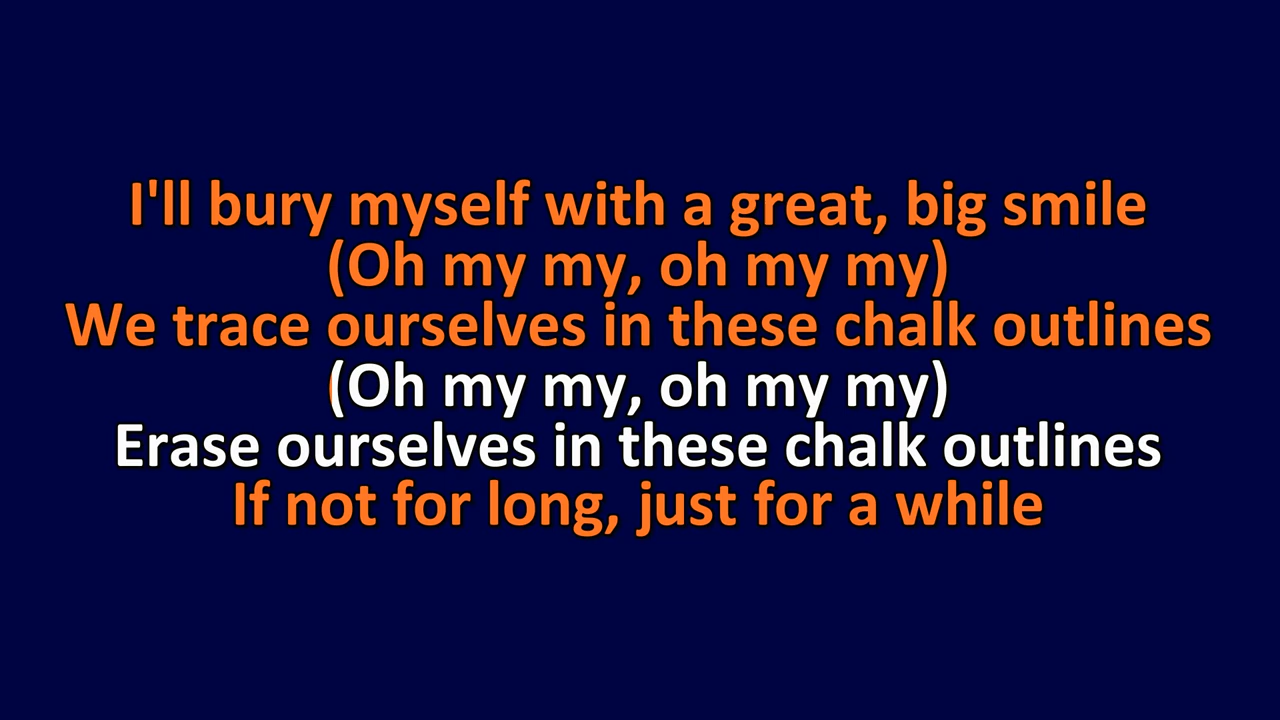 I'll bury myself with a great, big smile
(Oh my my, oh my my)
We trace ourselves in these chalk outlines
(Oh my my, oh my my)
Erase ourselves in these chalk outlines
If not for long, just for a while